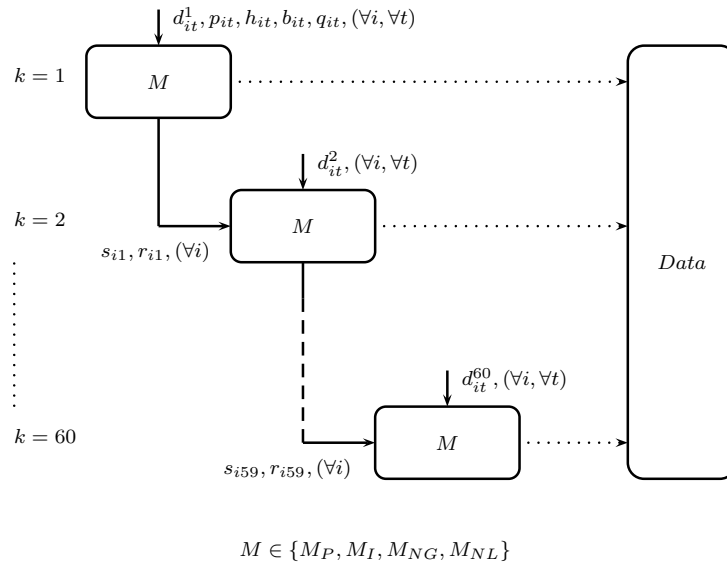 d^1_{it}, p_{it}, h_{it}, b_{it}, q_{it}, (∀i, ∀t)
k = 1
M
d^2_{it}, (∀i, ∀t)
k = 2
M
s_{i1}, r_{i1}, (∀i)
Data
d^{60}_{it}, (∀i, ∀t)
k = 60
M
s_{i59}, r_{i59}, (∀i)
M ∈ {M_P, M_I, M_{NG}, M_{NL}}